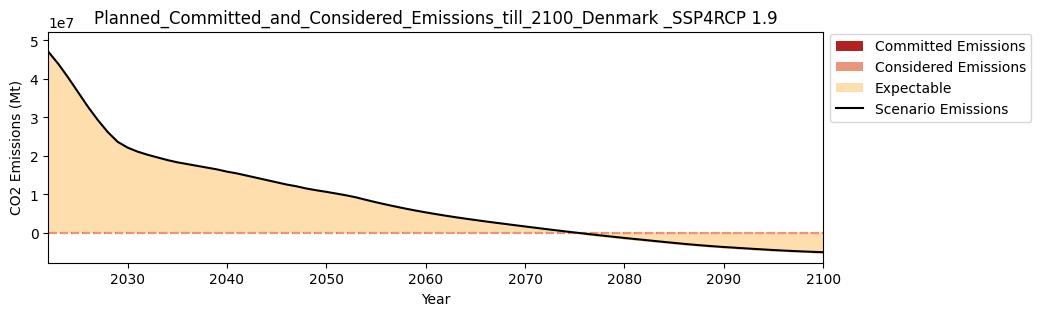 Planned_Committed_and_Considered_Emissions_till_2100_Denmark _SSP4RCP 1.9
1e7
5
4
3
2
1
0
CO2 Emissions (Mt)
2030 2040 2050 2060 2070 2080 2090 2100
Year
Committed Emissions
Considered Emissions
Expectable
Scenario Emissions